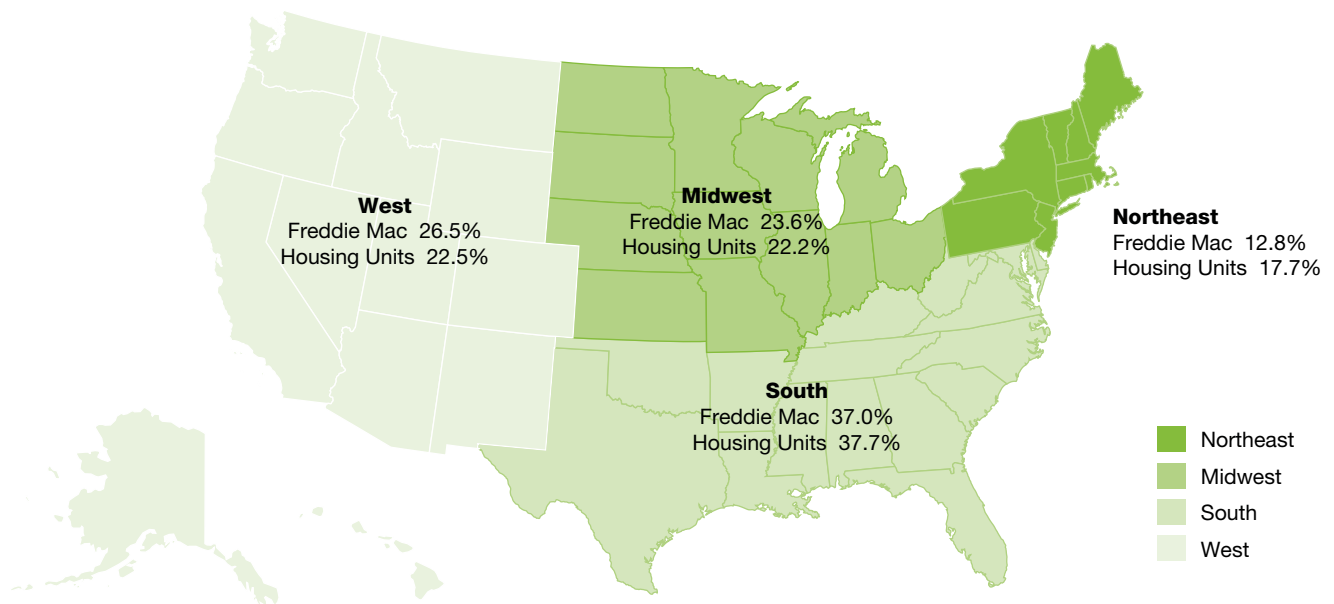 West
Freddie Mac 26.5%
Housing Units 22.5%
Midwest
Freddie Mac 23.6%
Housing Units 22.2%
Northeast
Freddie Mac 12.8%
Housing Units 17.7%
South
Freddie Mac 37.0%
Housing Units 37.7%
Northeast
Midwest
South
West